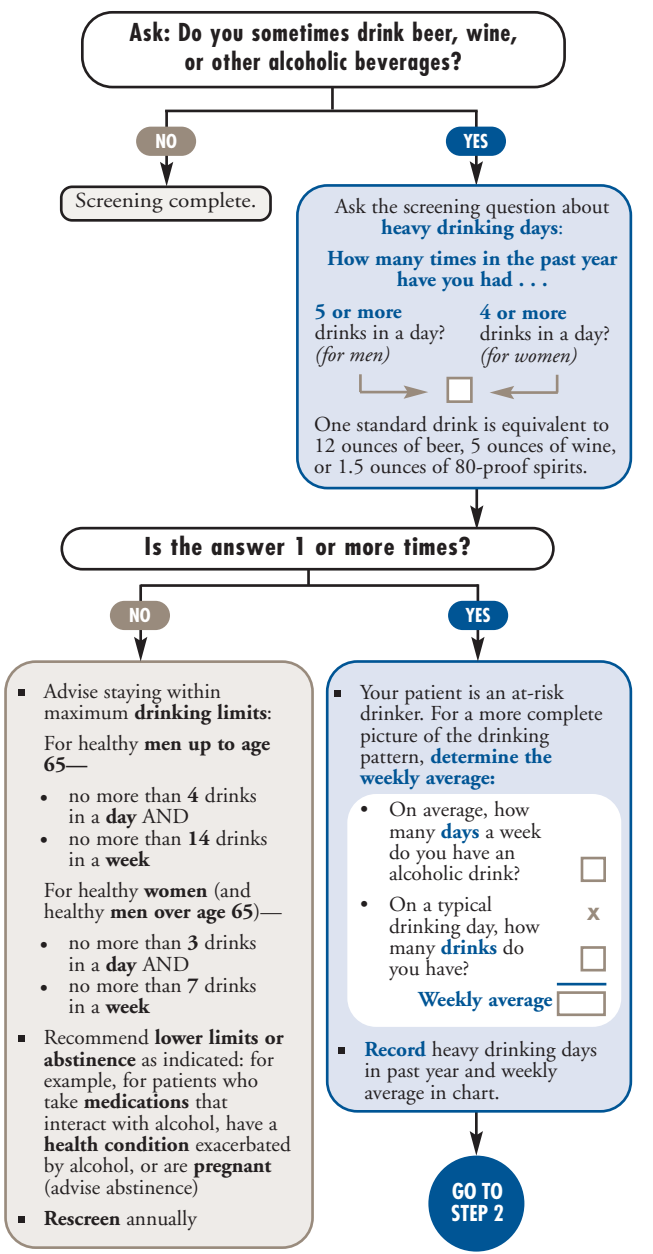 Ask: Do you sometimes drink beer, wine,
or other alcoholic beverages?
NO
YES
Screening complete.
Ask the screening question about
heavy drinking days:
How many times in the past year
have you had . . .
5 or more
drinks in a day?
(for men)
4 or more
drinks in a day?
(for women)
One standard drink is equivalent to
12 ounces of beer, 5 ounces of wine,
or 1.5 ounces of 80-proof spirits.
Is the answer 1 or more times?
NO
YES
▪ Advise staying within
maximum drinking limits:
For healthy men up to age
65—
• no more than 4 drinks
in a day AND
• no more than 14 drinks
in a week
For healthy women (and
healthy men over age 65)—
• no more than 3 drinks
in a day AND
• no more than 7 drinks
in a week
▪ Recommend lower limits or
abstinence as indicated: for
example, for patients who
take medications that
interact with alcohol, have a
health condition exacerbated
by alcohol, or are pregnant
(advise abstinence)
▪ Rescreen annually
▪ Your patient is an at-risk
drinker. For a more complete
picture of the drinking
pattern, determine the
weekly average:
• On average, how
many days a week
do you have an
alcoholic drink?
x
• On a typical
drinking day, how
many drinks do
you have?
Weekly average
▪ Record heavy drinking days
in past year and weekly
average in chart.
GO TO
STEP 2